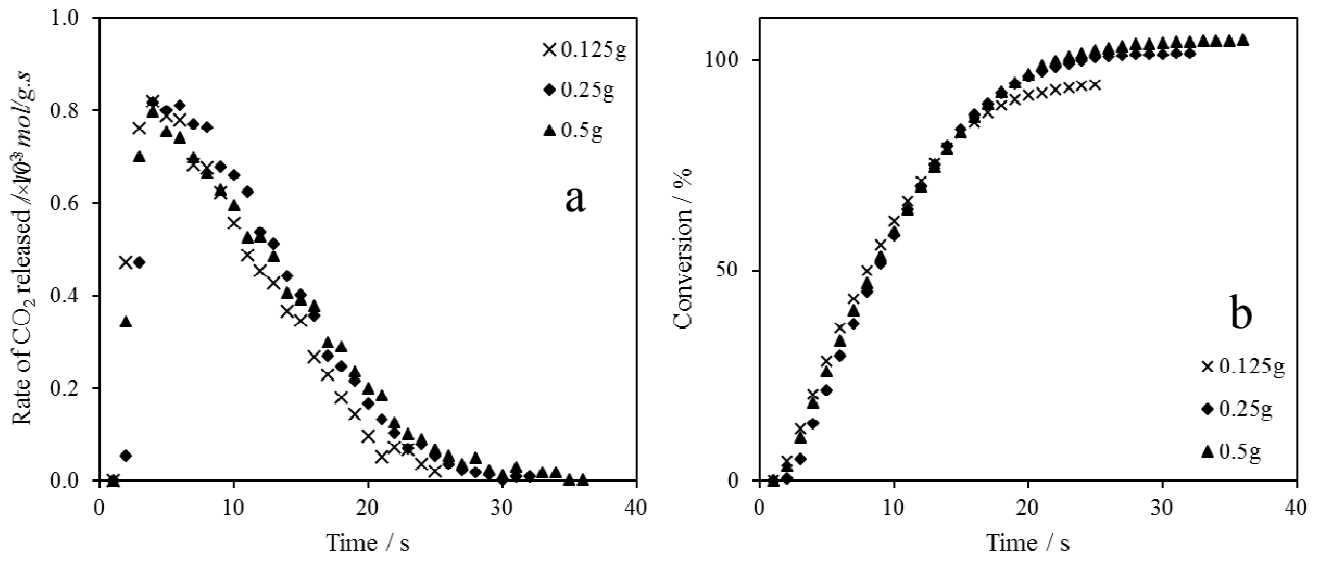 1.0
0.8
0.6
0.4
0.2
0.0
0
10
20
30
40
Rate of CO₂ released /×10³ mol/g.s
Time / s
×0.125g
◆0.25g
▲0.5g
a
100
50
0
0
10
20
30
40
Conversion / %
Time / s
×0.125g
◆0.25g
▲0.5g
b